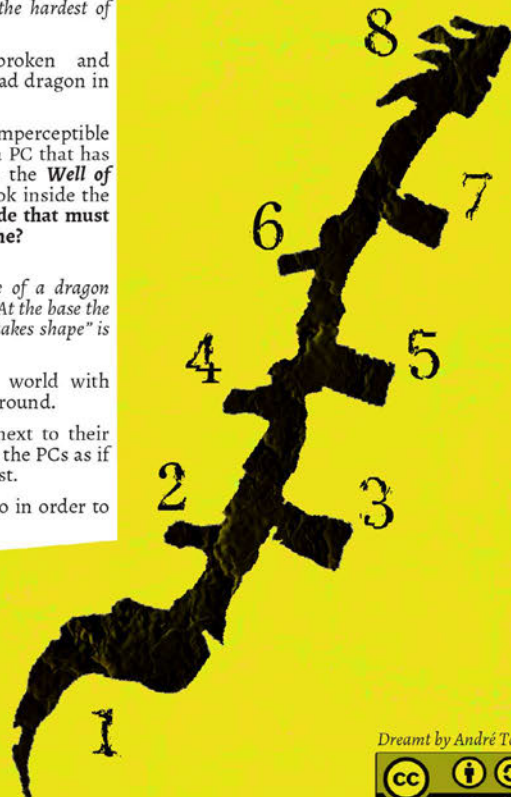 the hardest of
broken and
ad dragon in
mperceptible
PC that has
the Well of
ok inside the
de that must
ne?
e of a dragon
At the base the
akes shape" is
world with
round.
next to their
the PCs as if
st.
o in order to
8
7
6
5
4
3
2
1
Dreamt by André T
cc